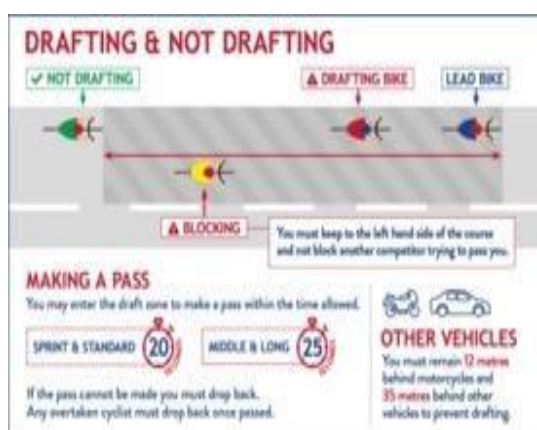 DRAFTING & NOT DRAFTING
✓ NOT DRAFTING
DRAFTING BIKE
LEAD BIKE
BLOCKING
You must keep to the left hand side of the course
and not block another competitor trying to pass you.
MAKING A PASS
You may enter the draft zone to make a pass within the time allowed.
SPRINT & STANDARD 20
MIDDLE & LONG 25
If the pass cannot be made you must drop back.
Any overtaken cyclist must drop back once passed.
OTHER VEHICLES
You must remain 12 metres
behind motorcycles and
35 metres behind other
vehicles to prevent drafting